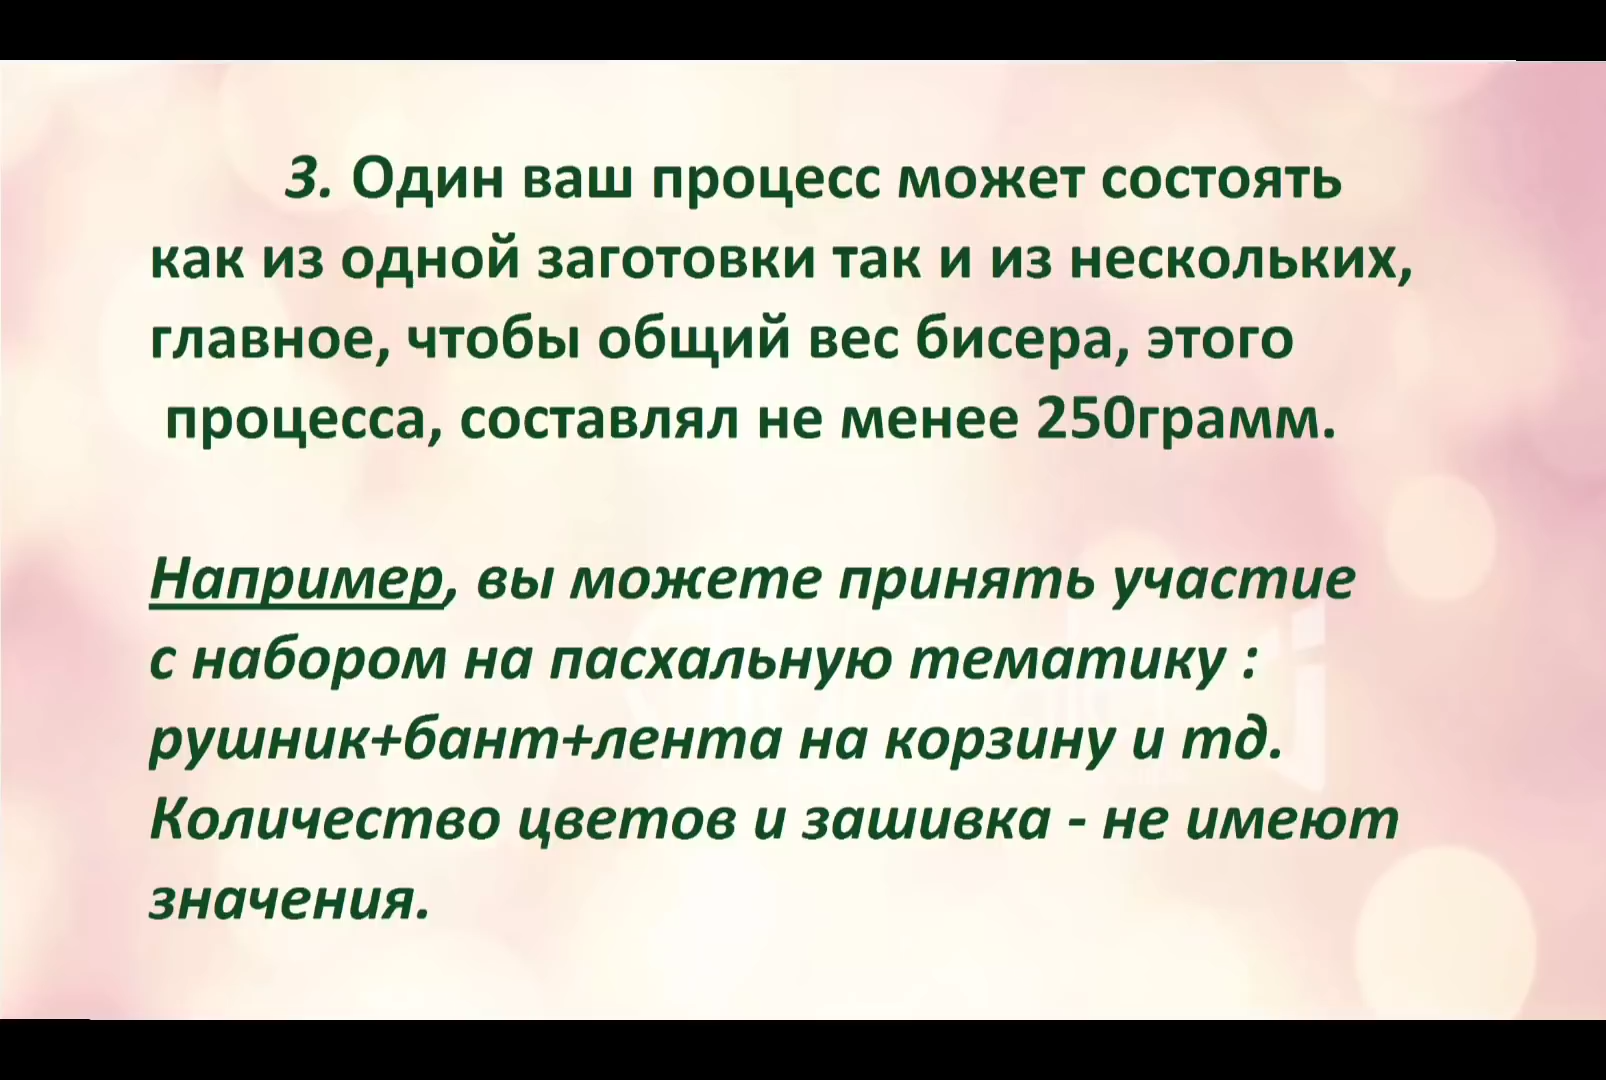 3. Один ваш процесс может состоять
как из одной заготовки так и из нескольких,
главное, чтобы общий вес бисера, этого
процесса, составлял не менее 250грамм.
Например, вы можете принять участие
с набором на пасхальную тематику :
рушник+бант+лента на корзину и тд.
Количество цветов и зашивка - не имеют
значения.